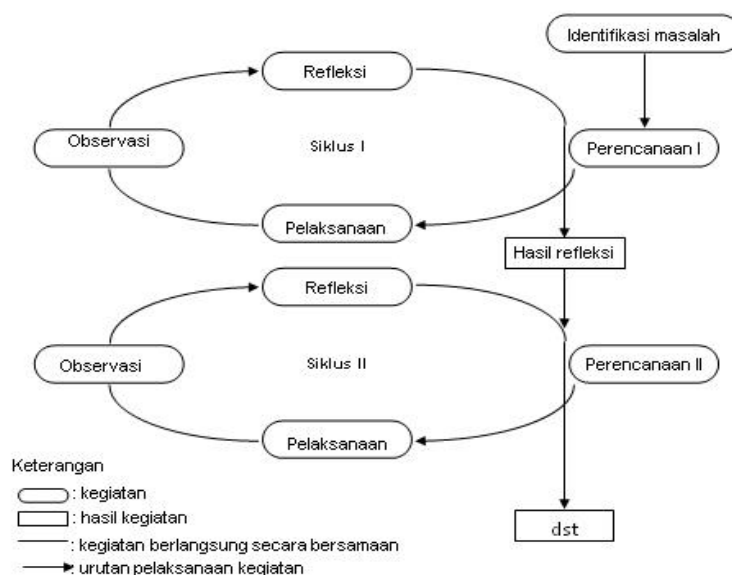 Identifikasi masalah
Refleksi
Observasi
Siklus I
Perencanaan I
Pelaksanaan
Hasil refleksi
Refleksi
Observasi
Siklus II
Perencanaan II
Pelaksanaan
Keterangan
: kegiatan
: hasil kegiatan
: kegiatan berlangsung secara bersamaan
: urutan pelaksanaan kegiatan
dst